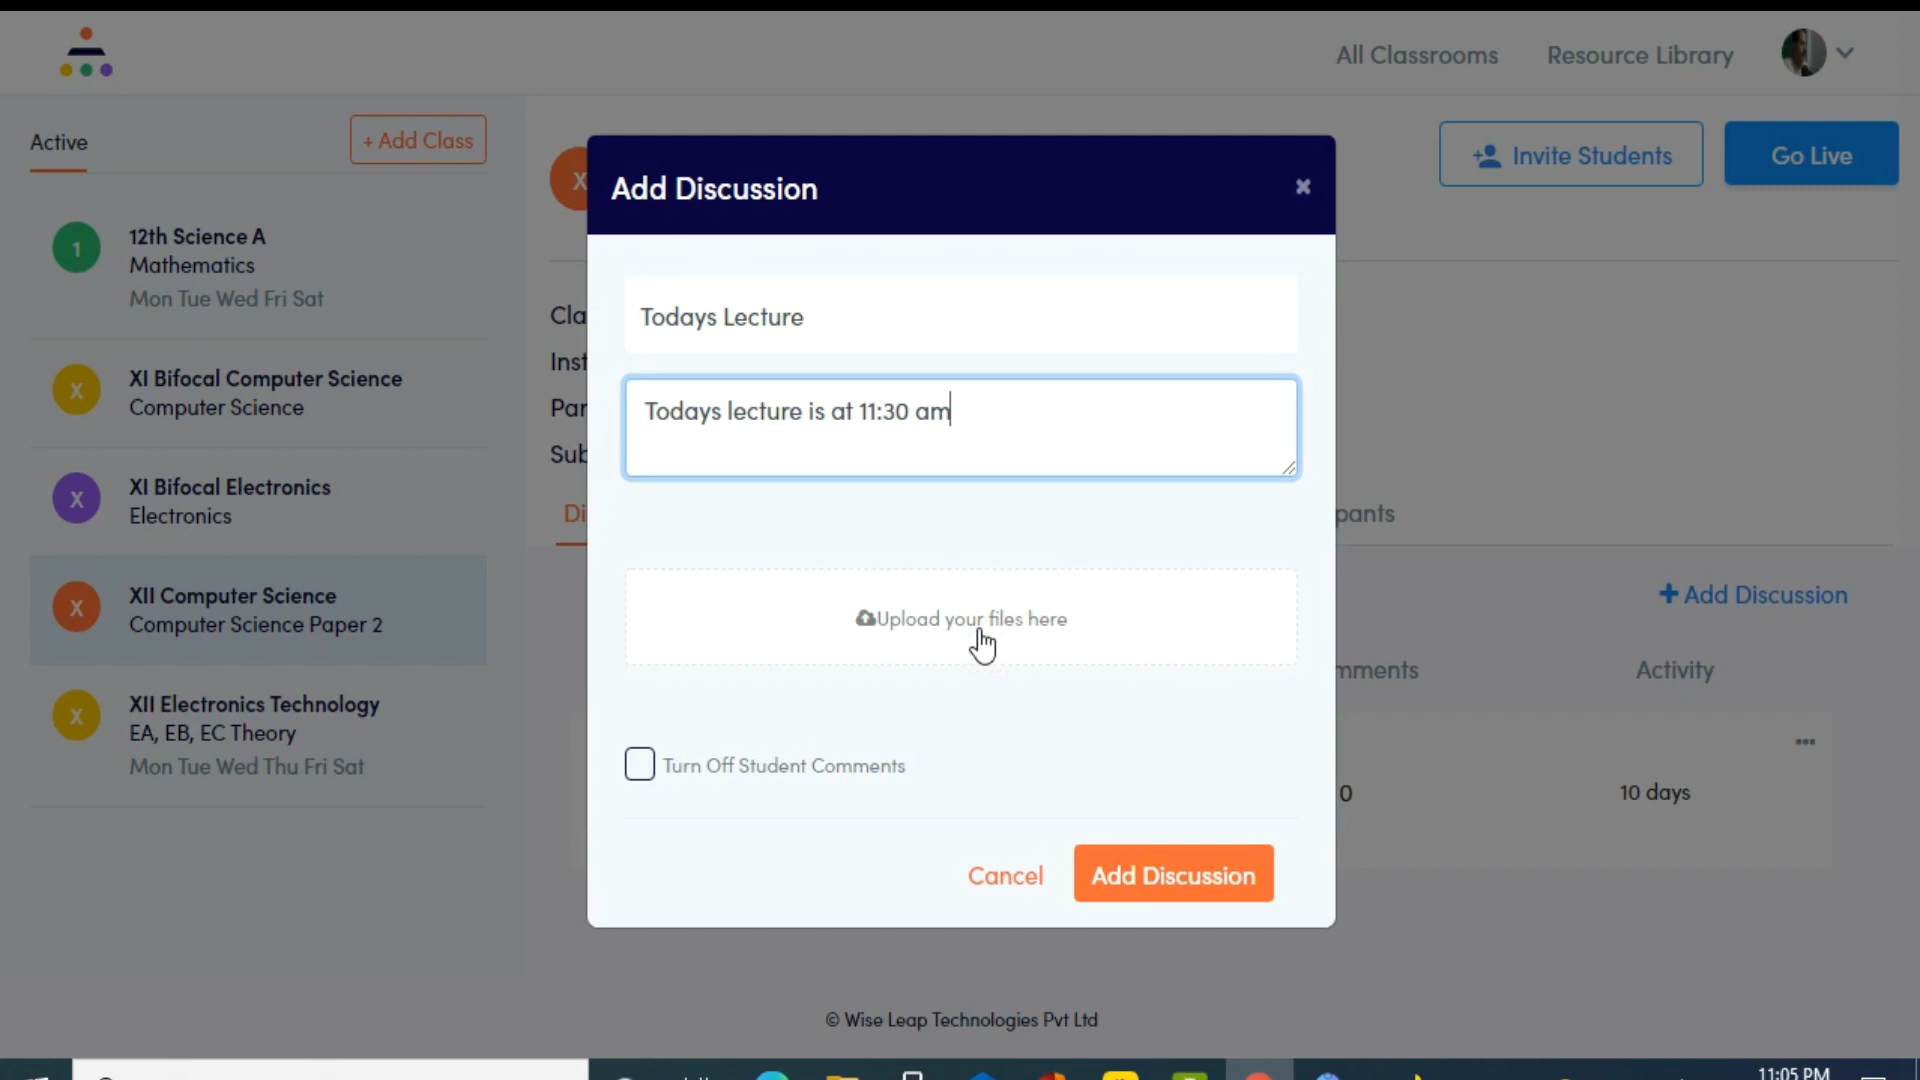 All Classrooms
Resource Library
Active
+ Add Class
1
12th Science A
Mathematics
Mon Tue Wed Fri Sat
X
XI Bifocal Computer Science
Computer Science
X
XI Bifocal Electronics
Electronics
X
XII Computer Science
Computer Science Paper 2
X
XII Electronics Technology
EA, EB, EC Theory
Mon Tue Wed Thu Fri Sat
X
Invite Students
Go Live
Add Discussion
×
Todays Lecture
Todays lecture is at 11:30 am
Upload your files here
Turn Off Student Comments
Cancel
Add Discussion
+ Add Discussion
Activity
0
10 days
© Wise Leap Technologies Pvt Ltd
11:05 PM